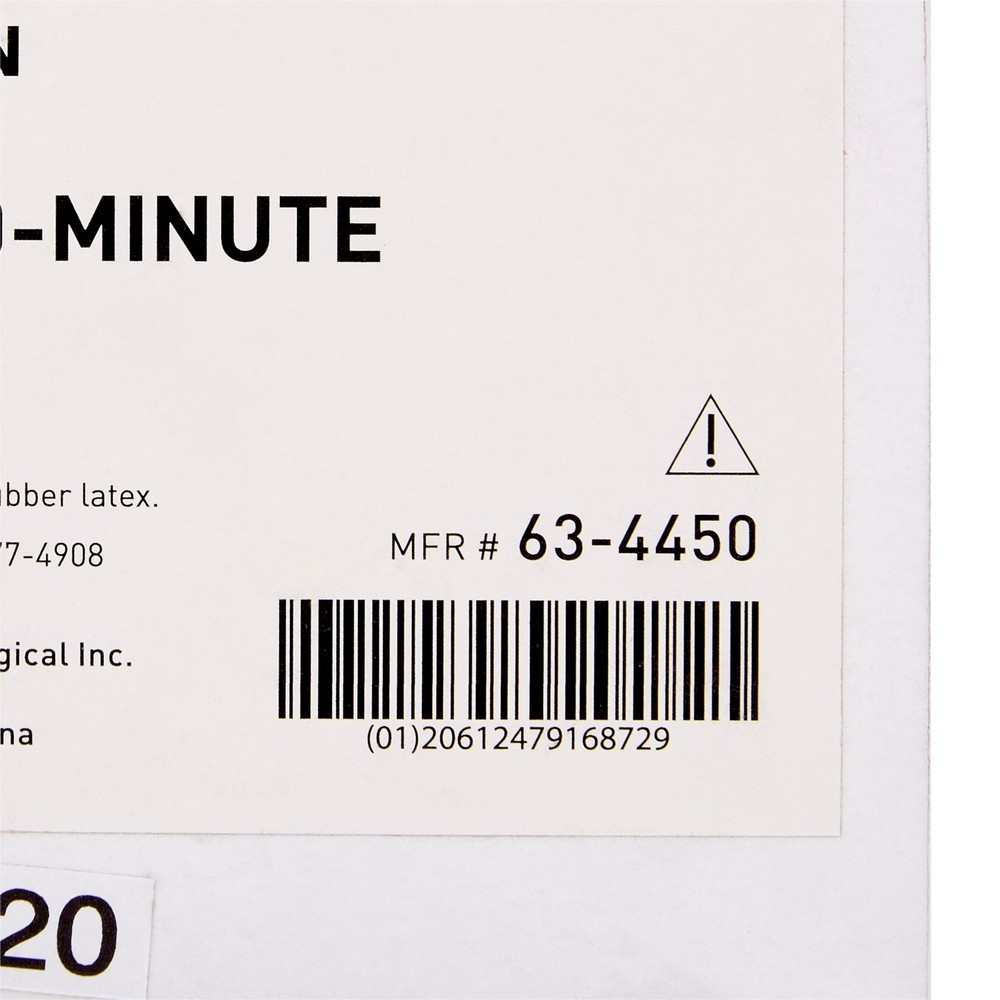 N
-MINUTE
ubber latex.
77-4908
MFR # 63-4450
gical Inc.
(01)20612479168729
na
20